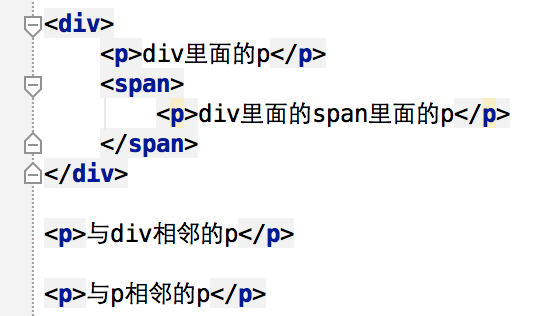 <div>
<p>div里面的p</p>
<span>
<p>div里面的span里面的p</p>
</span>
</div>
<p>与div相邻的p</p>
<p>与p相邻的p</p>